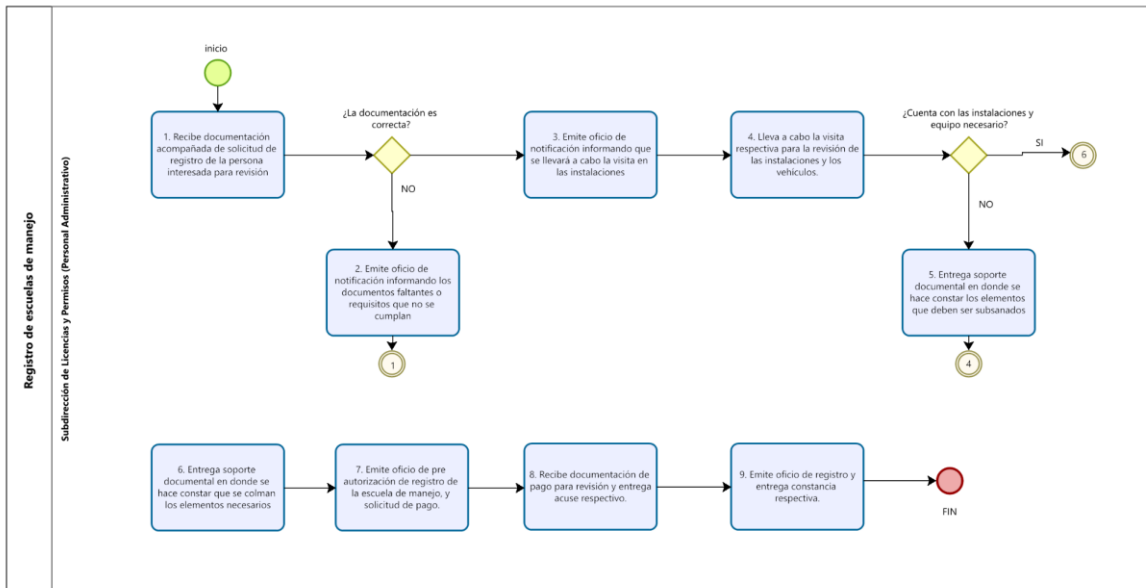 Registro de escuelas de manejo
Subdirección de Licencias y Permisos (Personal Administrativo)
inicio
1. Recibe documentación
acompañada de solicitud de
registro de la persona
interesada para revisión
¿La documentación es
correcta?
NO
2. Emite oficio de
notificación informando los
documentos faltantes o
requisitos que no se
cumplan
1
3. Emite oficio de
notificación informando que
se llevará a cabo la visita en
las instalaciones
4. Lleva a cabo la visita
respectiva para la revisión de
las instalaciones y los
vehículos.
¿Cuenta con las instalaciones y
equipo necesario?
SI
6
NO
5. Entrega soporte
documental en donde se
hace constar los elementos
que deben ser subsanados
4
6. Entrega soporte
documental en donde se
hace constar que se colman
los elementos necesarios
7. Emite oficio de pre
autorización de registro de
la escuela de manejo, y
solicitud de pago.
8. Recibe documentación de
pago para revisión y entrega
acuse respectivo.
9. Emite oficio de registro y
entrega constancia
respectiva.
FIN